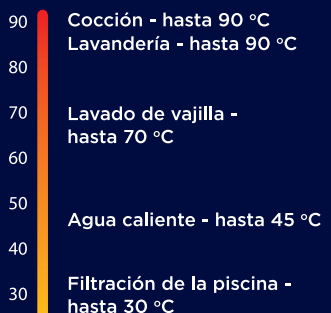 90
Cocción - hasta 90 °C
Lavandería - hasta 90 °C
80
70
Lavado de vajilla -
hasta 70 °C
60
50
Agua caliente - hasta 45 °C
40
Filtración de la piscina -
30
hasta 30 °C